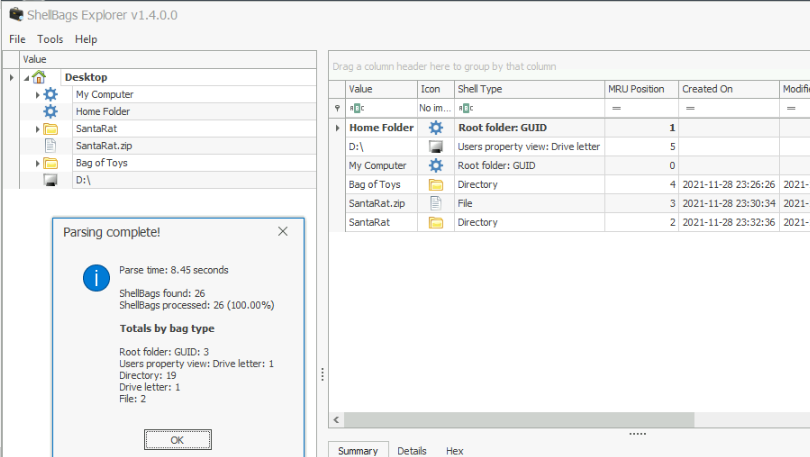 ShellBags Explorer v1.4.0.0
File Tools Help
Value
Desktop
My Computer
Home Folder
SantaRat
SantaRat.zip
Bag of Toys
D:\
Parsing complete!
Parse time: 8.45 seconds
ShellBags found: 26
ShellBags processed: 26 (100.00%)
Totals by bag type
Root folder: GUID: 3
Users property view: Drive letter: 1
Directory: 19
Drive letter: 1
File: 2
OK
Drag a column header here to group by that column
Value Icon Shell Type MRU Position Created On Modifie
No im... = =
Home Folder Root folder: GUID 1
D:\ Users property view: Drive letter 5
My Computer Root folder: GUID 0
Bag of Toys Directory 4 2021-11-28 23:26:26 2021-
SantaRat.zip File 3 2021-11-28 23:30:34 2021-
SantaRat Directory 2 2021-11-28 23:32:36 2021-
Summary Details Hex